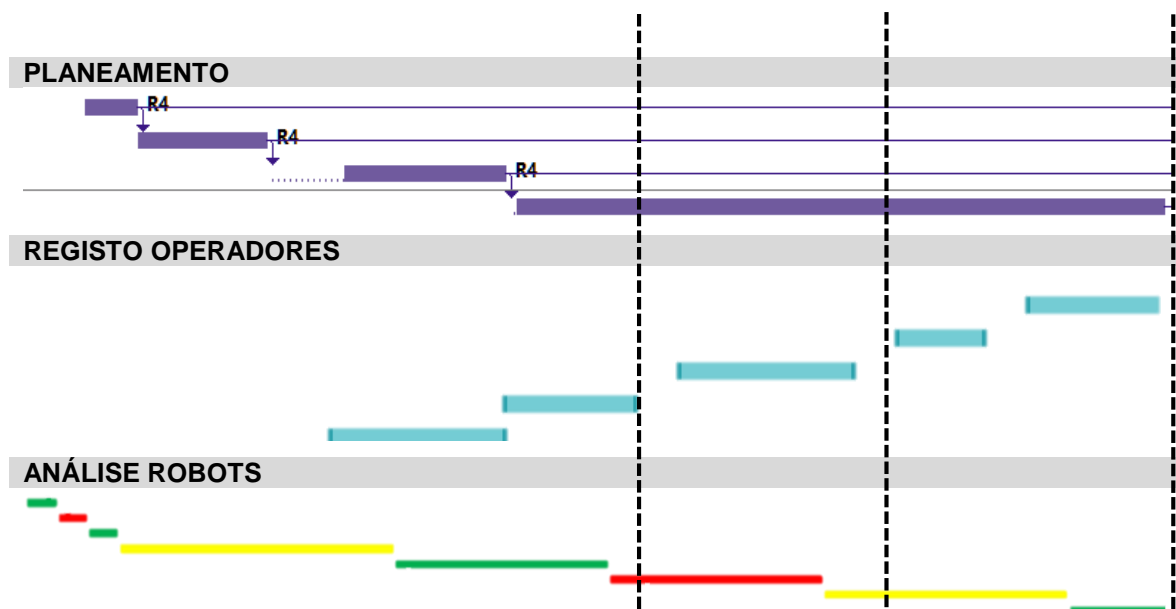 PLANEAMENTO
R4
R4
R4
REGISTO OPERADORES
ANÁLISE ROBOTS